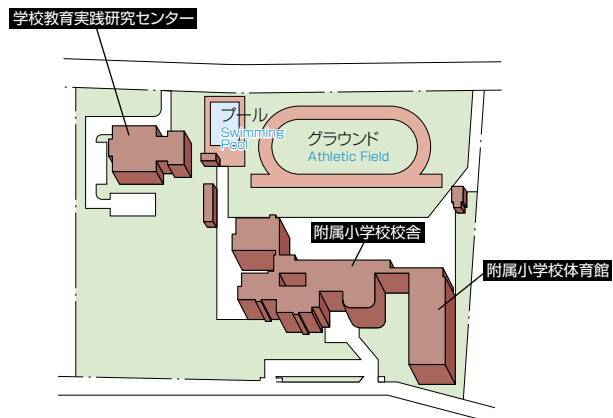 学校教育実践研究センター
プール
Swimming
Pool
グラウンド
Athletic Field
附属小学校校舎
附属小学校体育館